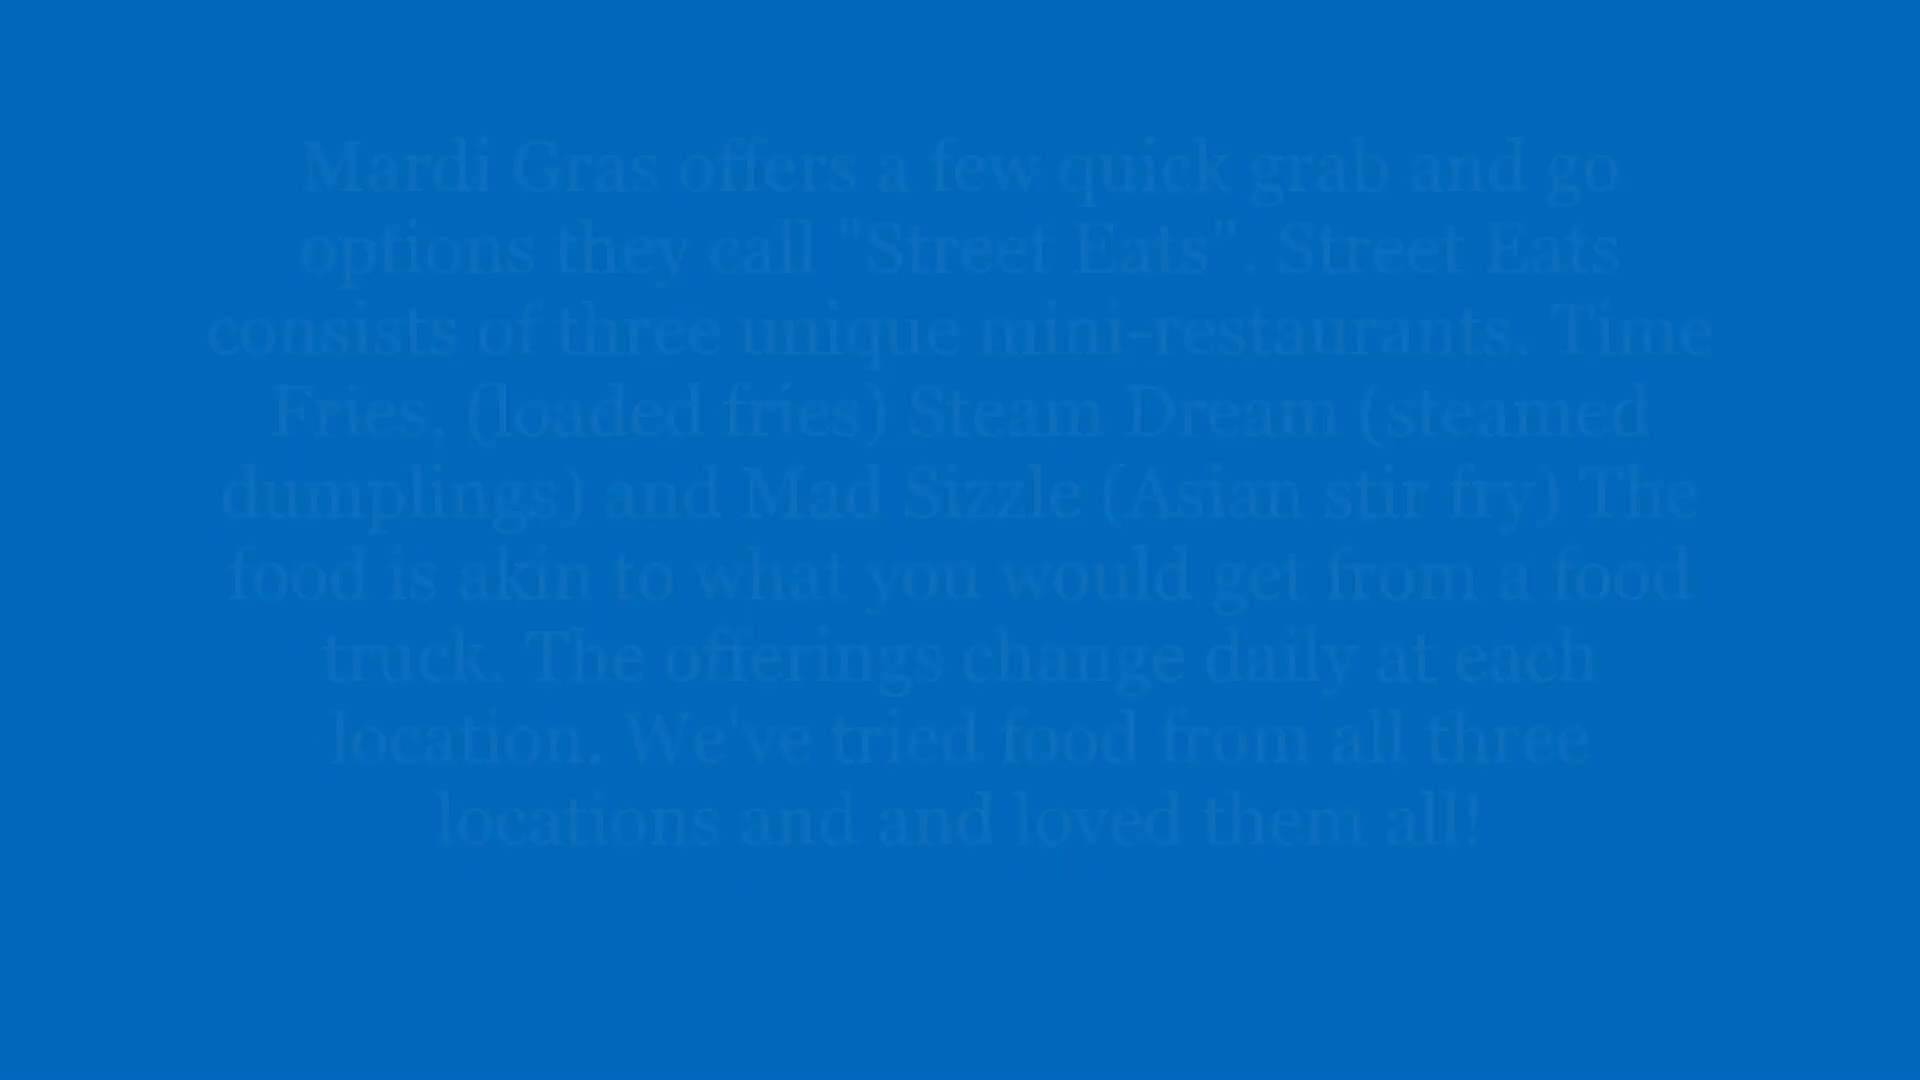 Mardi Gras offers a few quick grab and go
options they call "Street Eats". Street Eats
consists of three unique mini-restaurants. Time
Fries, (loaded fries) Steam Dream (steamed
dumplings) and Mad Sizzle (Asian stir fry) The
food is akin to what you would get from a food
truck. The offerings change daily at each
location. We've tried food from all three
locations and and loved them all!